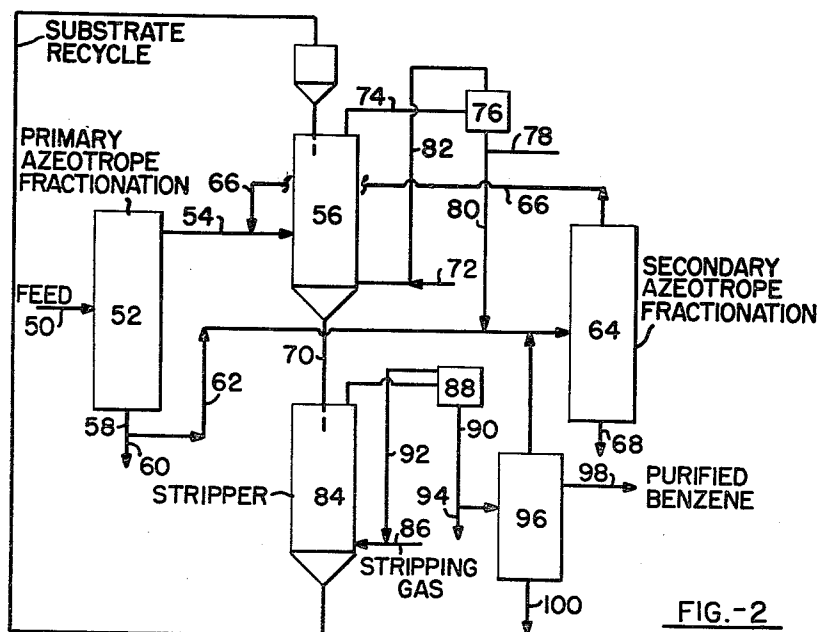 SUBSTRATE
RECYCLE
74
76
78
82
PRIMARY
AZEOTROPE
FRACTIONATION
66
54
56
66
80
72
FEED
50
52
SECONDARY
AZEOTROPE
FRACTIONATION
64
70
62
58
60
88
90
92
68
98
PURIFIED
BENZENE
STRIPPER
84
94
96
86
STRIPPING
GAS
100
FIG.-2